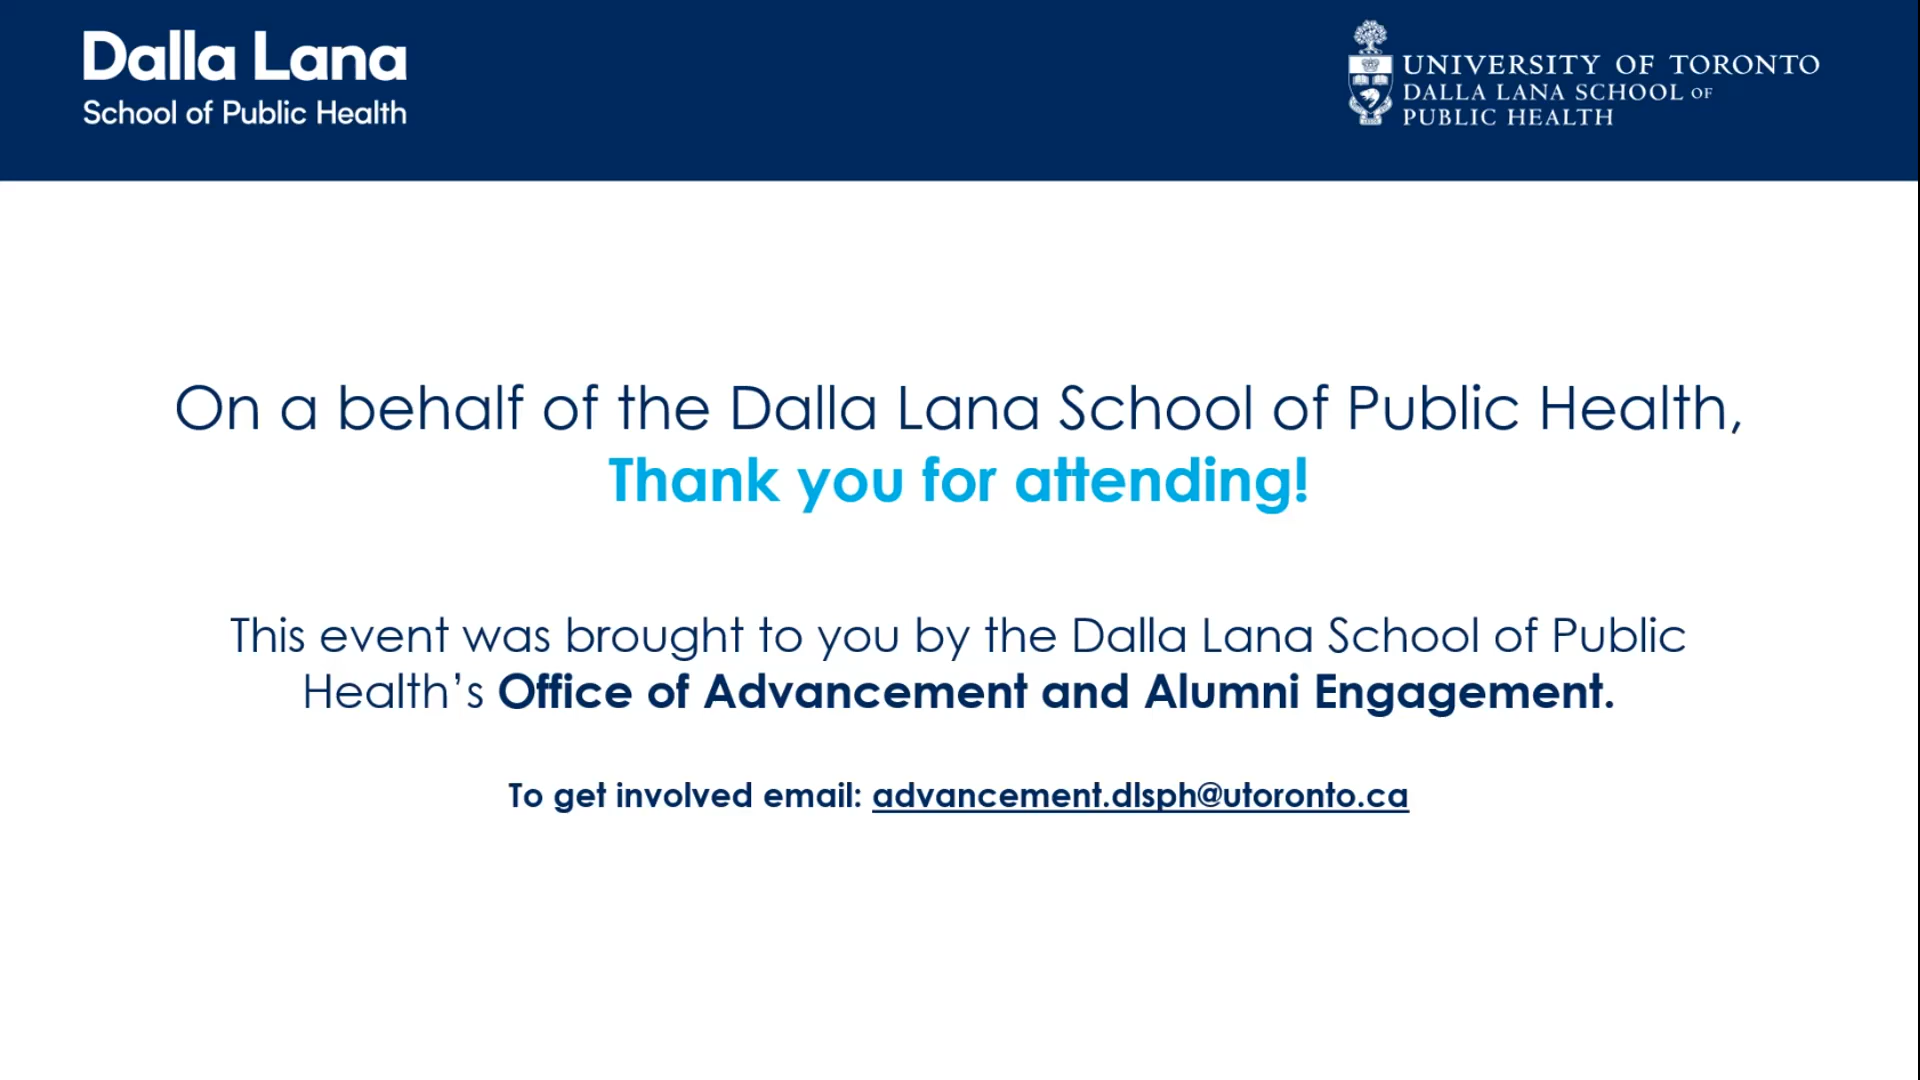 Dalla Lana
School of Public Health
UNIVERSITY OF TORONTO
DALLA LANA SCHOOL OF
PUBLIC HEALTH
On a behalf of the Dalla Lana School of Public Health,
Thank you for attending!
This event was brought to you by the Dalla Lana School of Public
Health’s Office of Advancement and Alumni Engagement.
To get involved email: advancement.dlsph@utoronto.ca